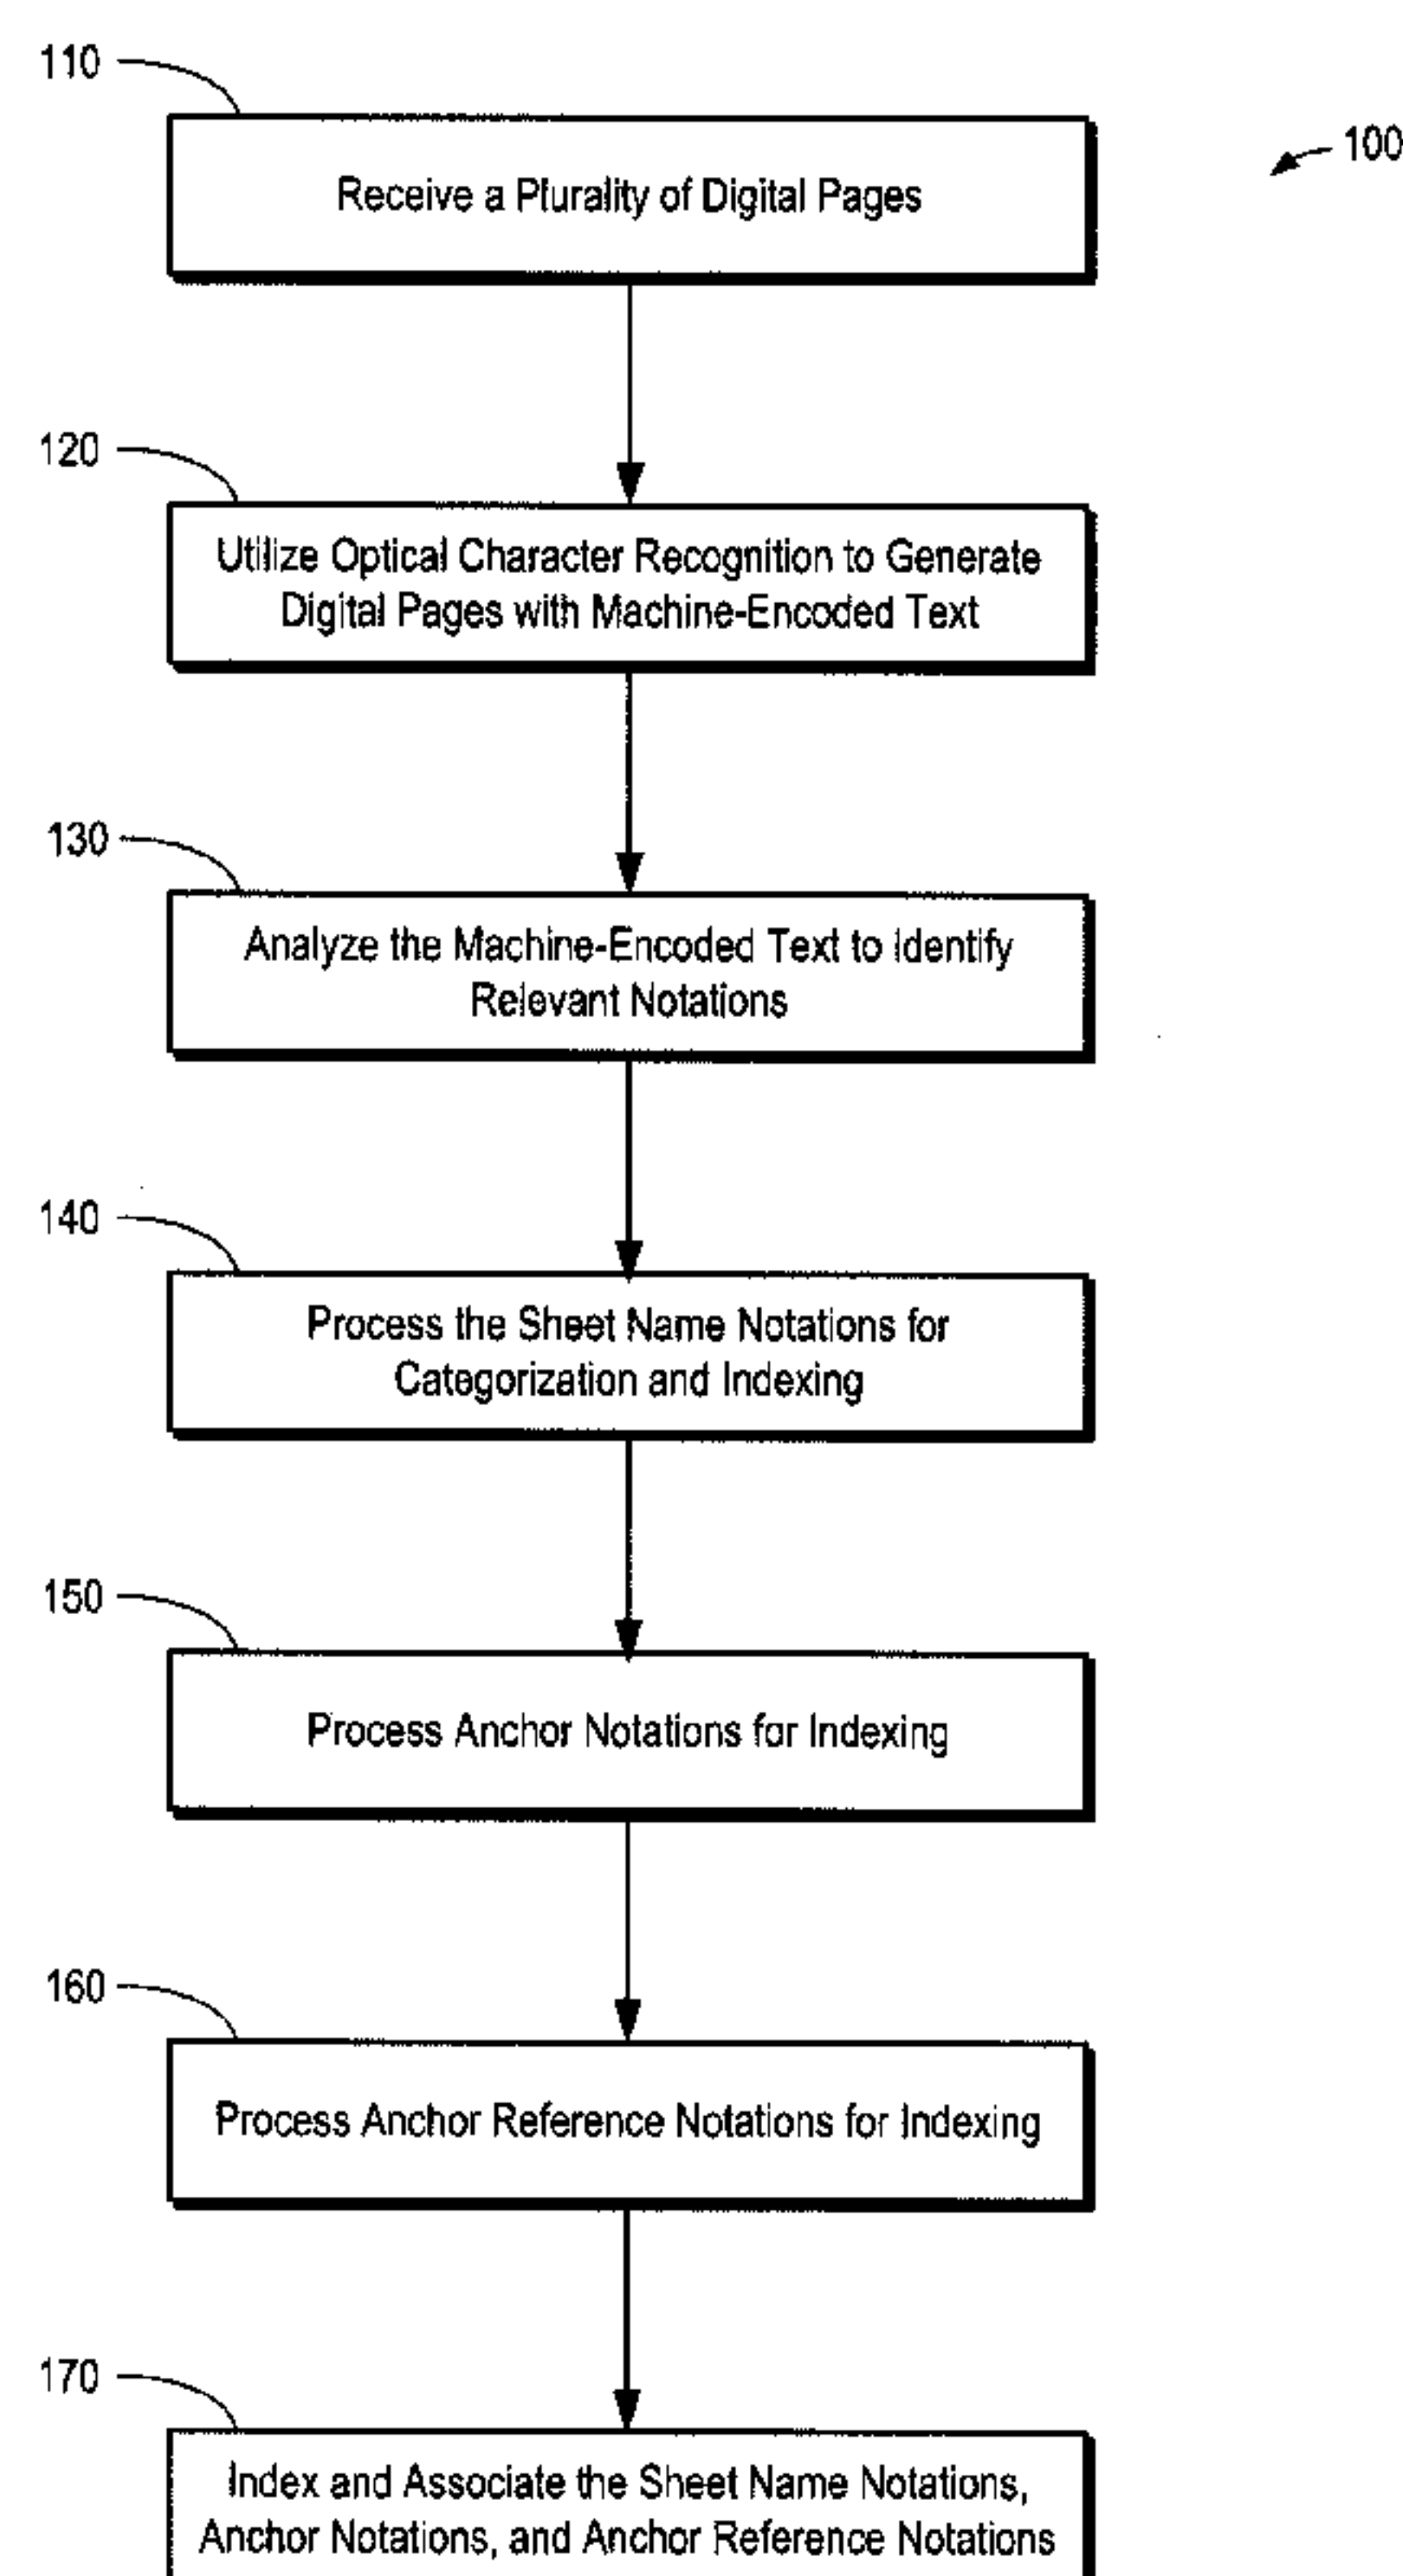 110
100
Receive a Plurality of Digital Pages
120
Utilize Optical Character Recognition to Generate
Digital Pages with Machine-Encoded Text
130
Analyze the Machine-Encoded Text to Identify
Relevant Notations
140
Process the Sheet Name Notations for
Categorization and Indexing
150
Process Anchor Notations for Indexing
160
Process Anchor Reference Notations for Indexing
170
Index and Associate the Sheet Name Notations,
Anchor Notations, and Anchor Reference Notations